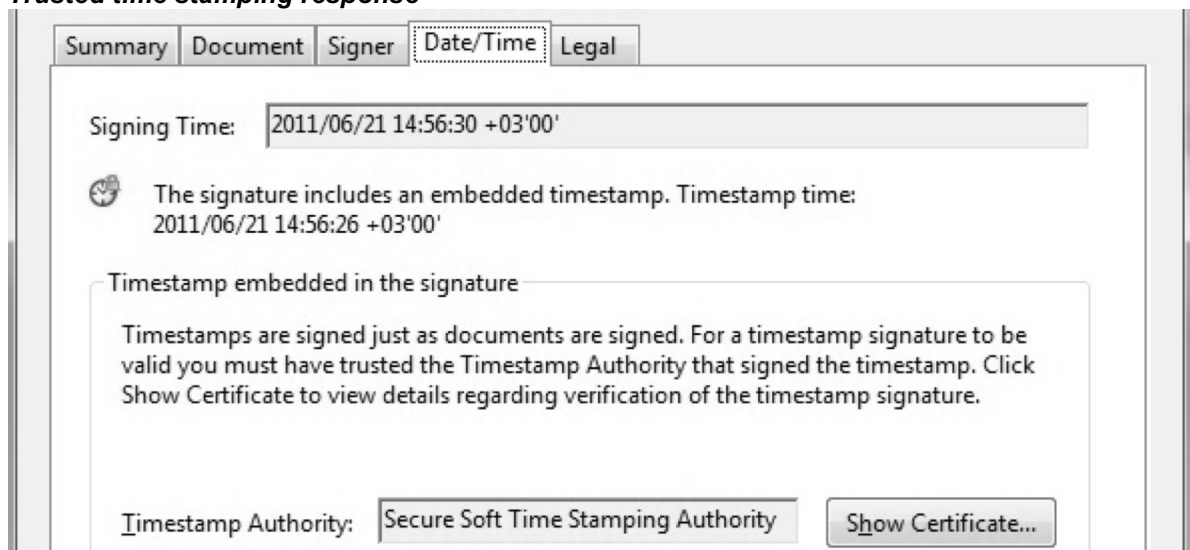 Trusted time stamping response
Summary Document Signer Date/Time Legal
Signing Time: 2011/06/21 14:56:30 +03'00'
The signature includes an embedded timestamp. Timestamp time:
2011/06/21 14:56:26 +03'00'
Timestamp embedded in the signature
Timestamps are signed just as documents are signed. For a timestamp signature to be
valid you must have trusted the Timestamp Authority that signed the timestamp. Click
Show Certificate to view details regarding verification of the timestamp signature.
Timestamp Authority: Secure Soft Time Stamping Authority Show Certificate...